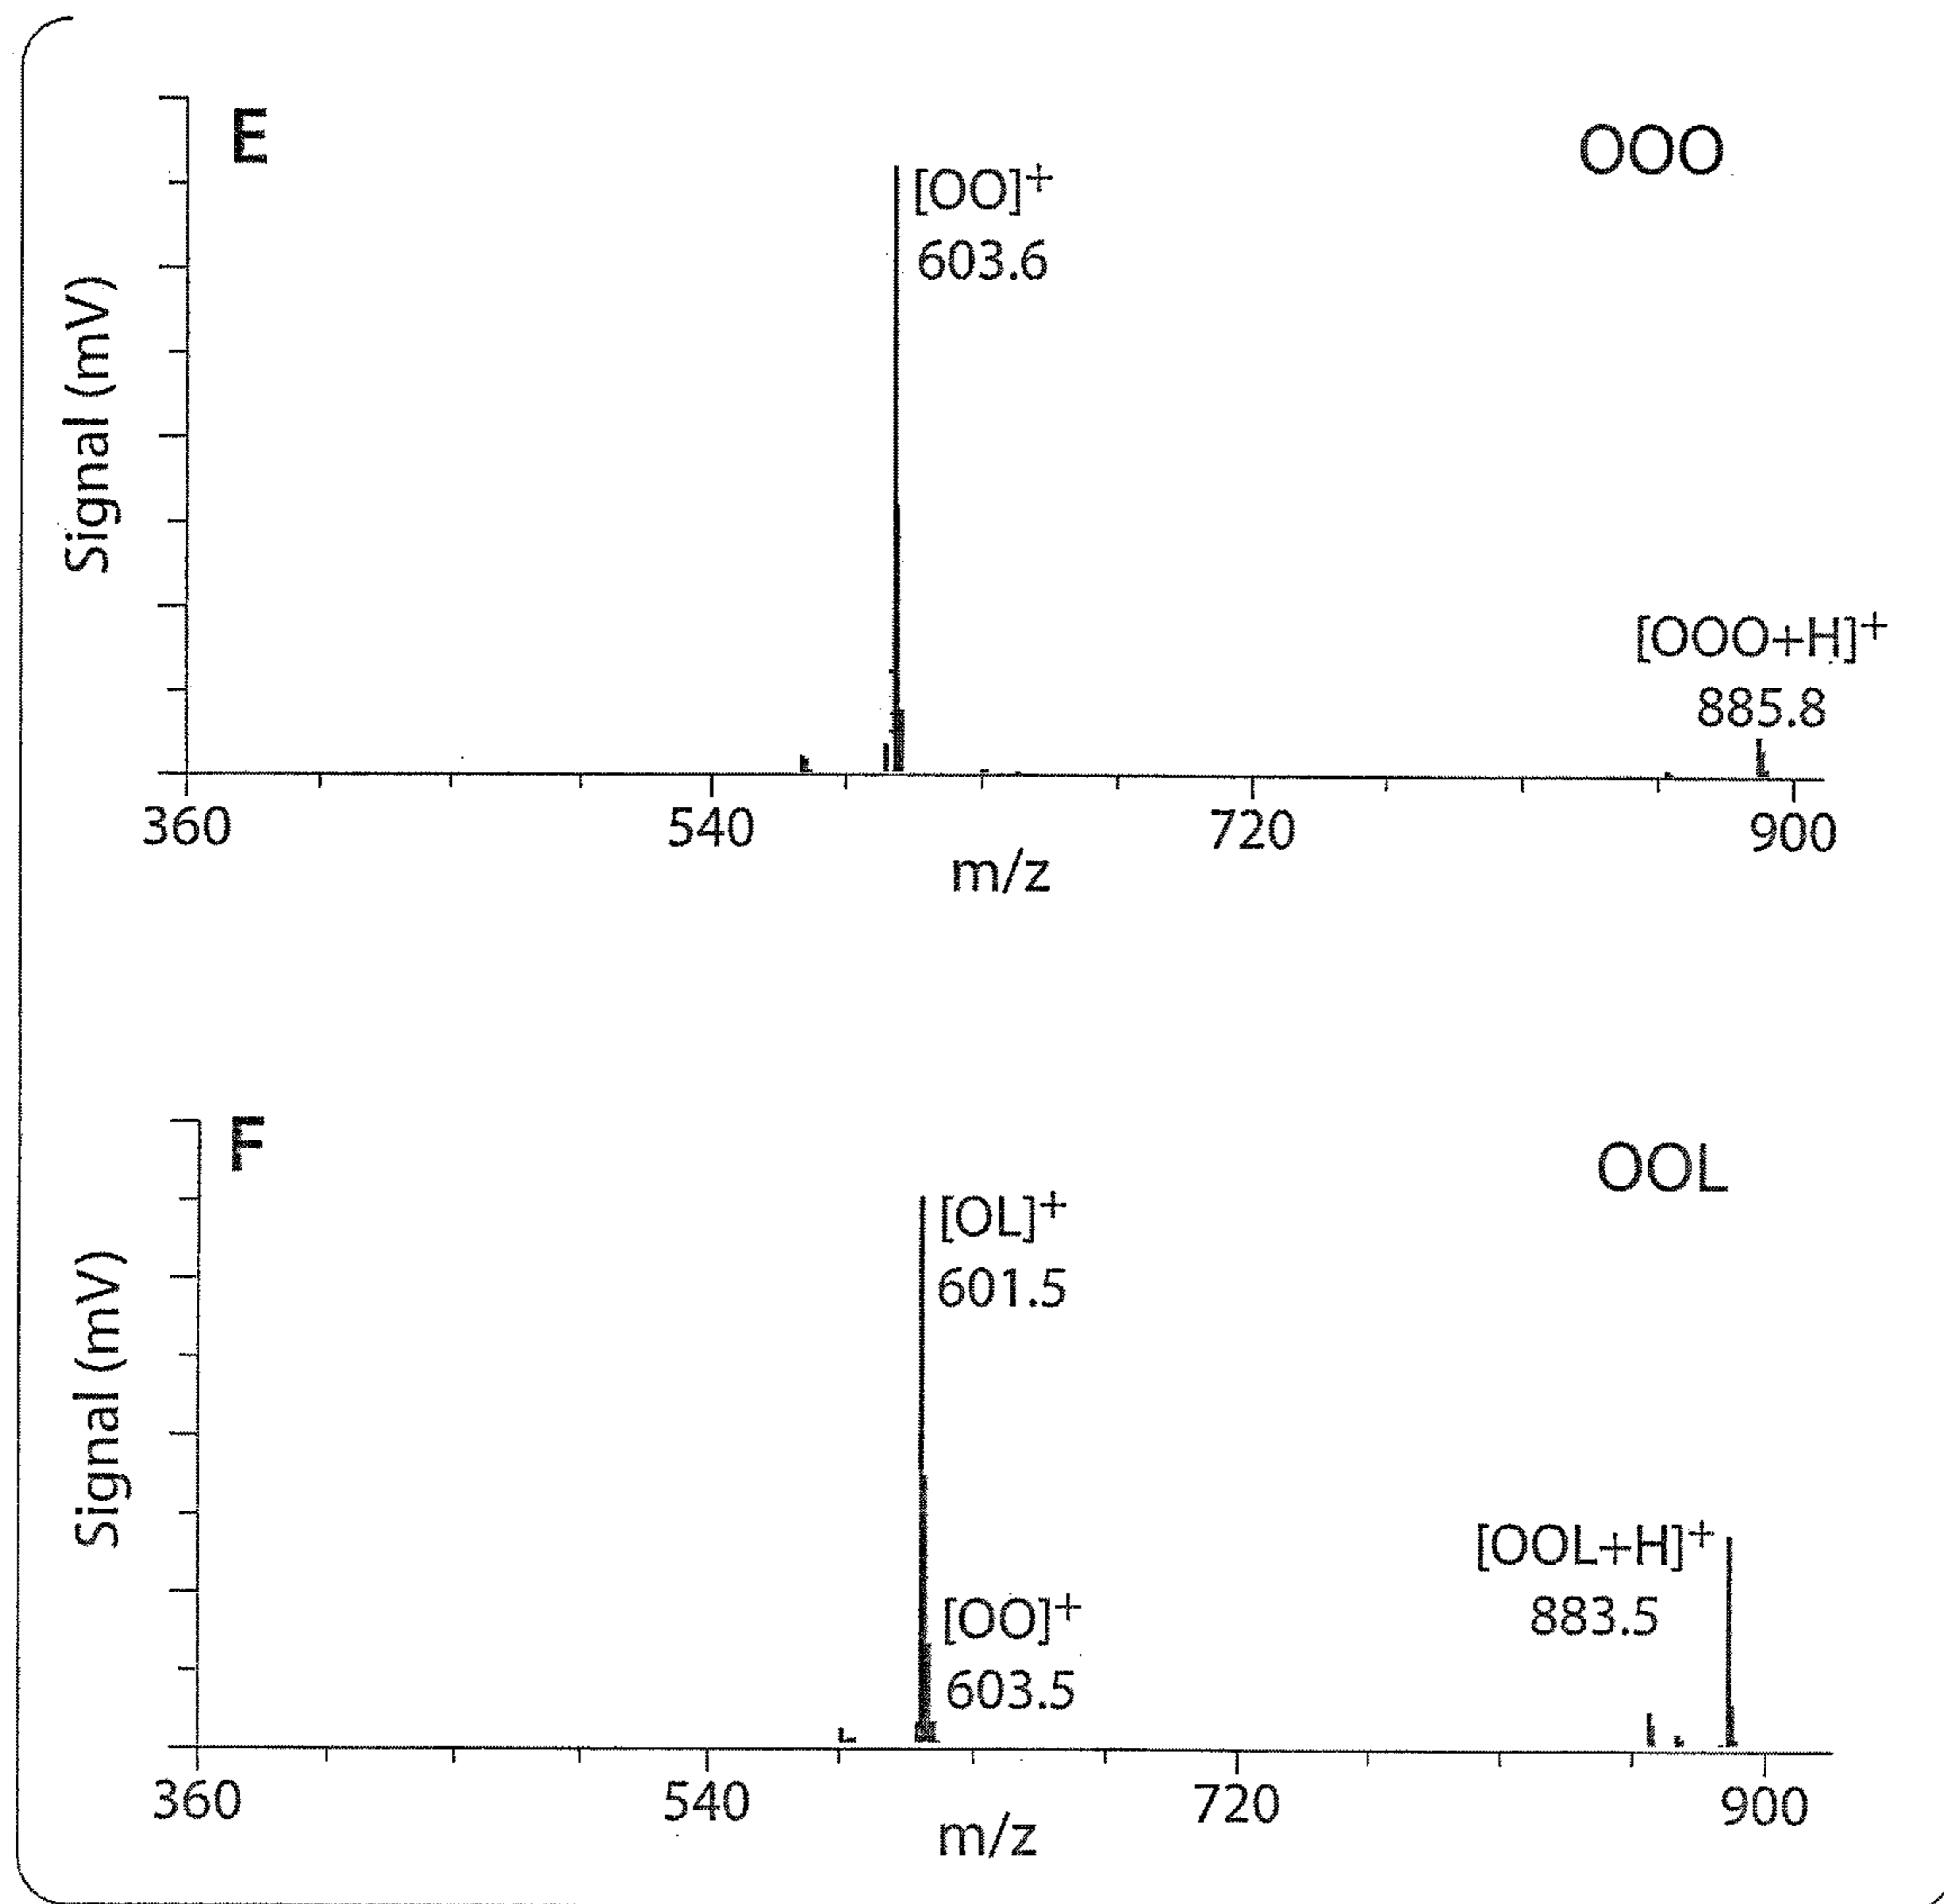 E
OOO
[OO]+
603.6
[OOO+H]+
885.8
Signal (mV)
360 540 720 900
m/z
F
OOL
[OL]+
601.5
[OO]+
603.5
[OOL+H]+
883.5
Signal (mV)
360 540 720 900
m/z